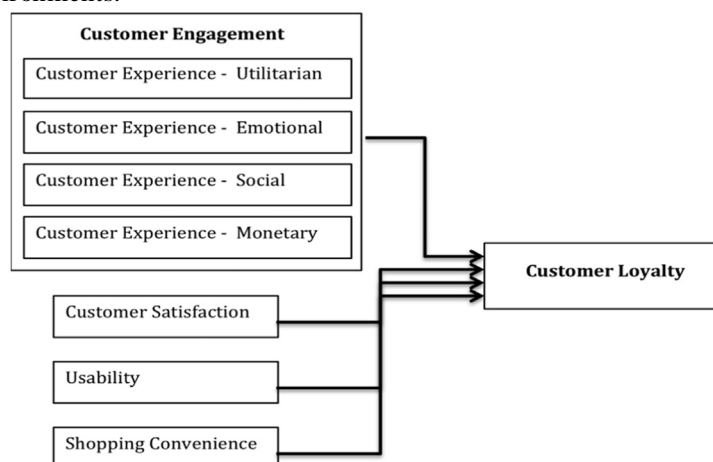 Customer Engagement
Customer Experience - Utilitarian
Customer Experience - Emotional
Customer Experience - Social
Customer Experience - Monetary
Customer Loyalty
Customer Satisfaction
Usability
Shopping Convenience